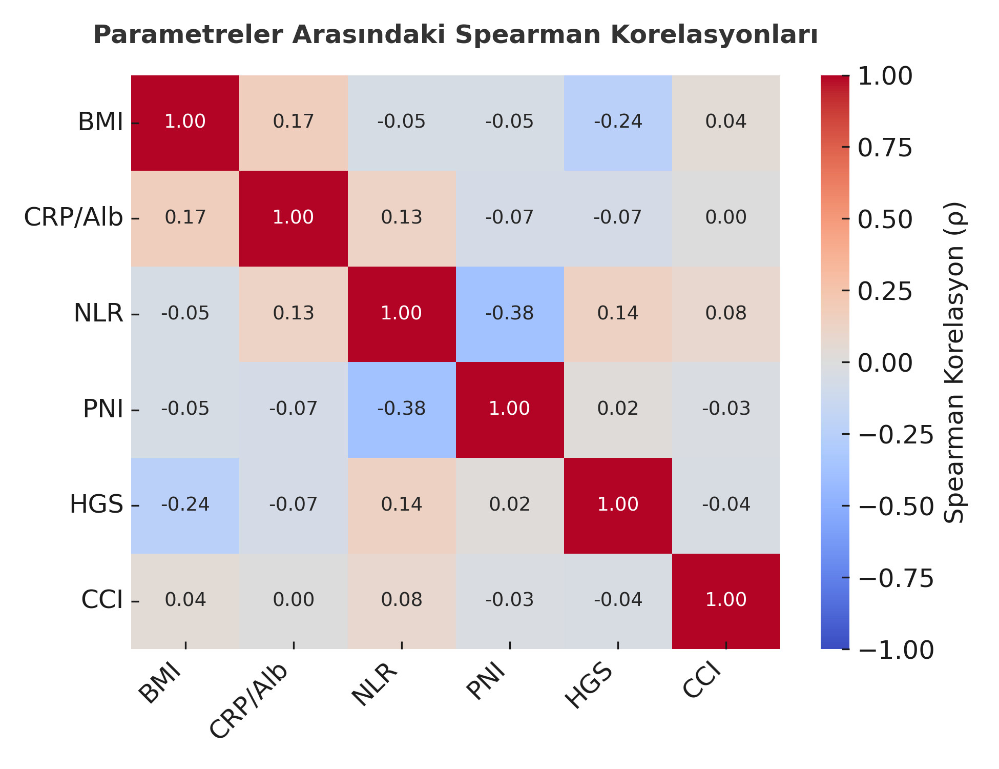 Parametreler Arasındaki Spearman Korelasyonları
BMI 1.00 0.17 -0.05 -0.05 -0.24 0.04
CRP/Alb 0.17 1.00 0.13 -0.07 -0.07 0.00
NLR -0.05 0.13 1.00 -0.38 0.14 0.08
PNI -0.05 -0.07 -0.38 1.00 0.02 -0.03
HGS -0.24 -0.07 0.14 0.02 1.00 -0.04
CCI 0.04 0.00 0.08 -0.03 -0.04 1.00
BMI CRP/Alb NLR PNI HGS CCI
1.00
0.75
0.50
0.25
0.00
−0.25
−0.50
−0.75
−1.00
Spearman Korelasyon (ρ)